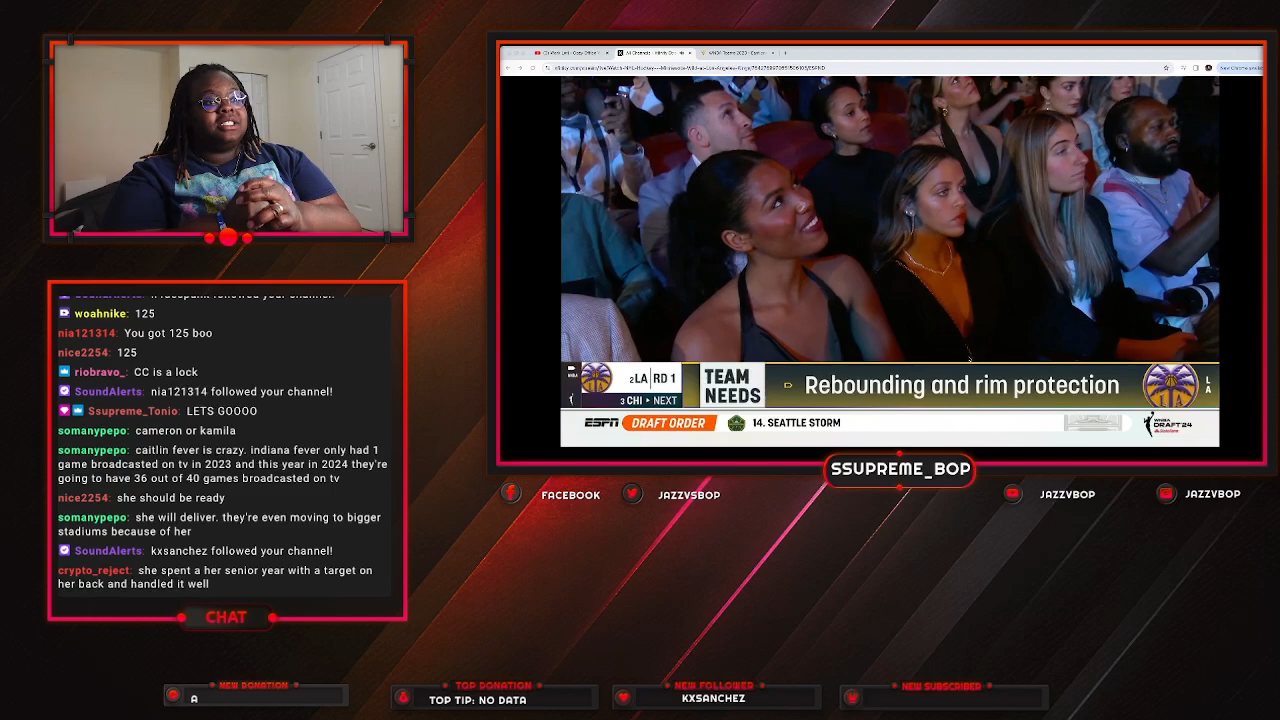 woahnike: 125
nia121314: You got 125 boo
nice2254: 125
riobravo_: CC is a lock
SoundAlerts: nia121314 followed your channel!
Ssupreme_Tonio: LETS GOOOO
somanypepo: cameron or kamila
somanypepo: caitlin fever is crazy. indiana fever only had 1
game broadcasted on tv in 2023 and this year in 2024 they're
going to have 36 out of 40 games broadcasted on tv
nice2254: she should be ready
somanypepo: she will deliver. they're even moving to bigger
stadiums because of her
SoundAlerts: kxsanchez followed your channel!
crypto_reject: she spent a her senior year with a target on
her back and handled it well
CHAT
2 LA RD 1
3 CHI NEXT
TEAM
NEEDS
Rebounding and rim protection
LA
ESPN DRAFT ORDER 14. SEATTLE STORM
WNBA
DRAFT'24
SSUPREME_BOP
FACEBOOK
JAZZVSBOP
JAZZVBOP
JAZZVBOP
NEW DONATION
A
TOP DONATION
TOP TIP: NO DATA
NEW FOLLOWER
KXSANCHEZ
NEW SUBSCRIBER